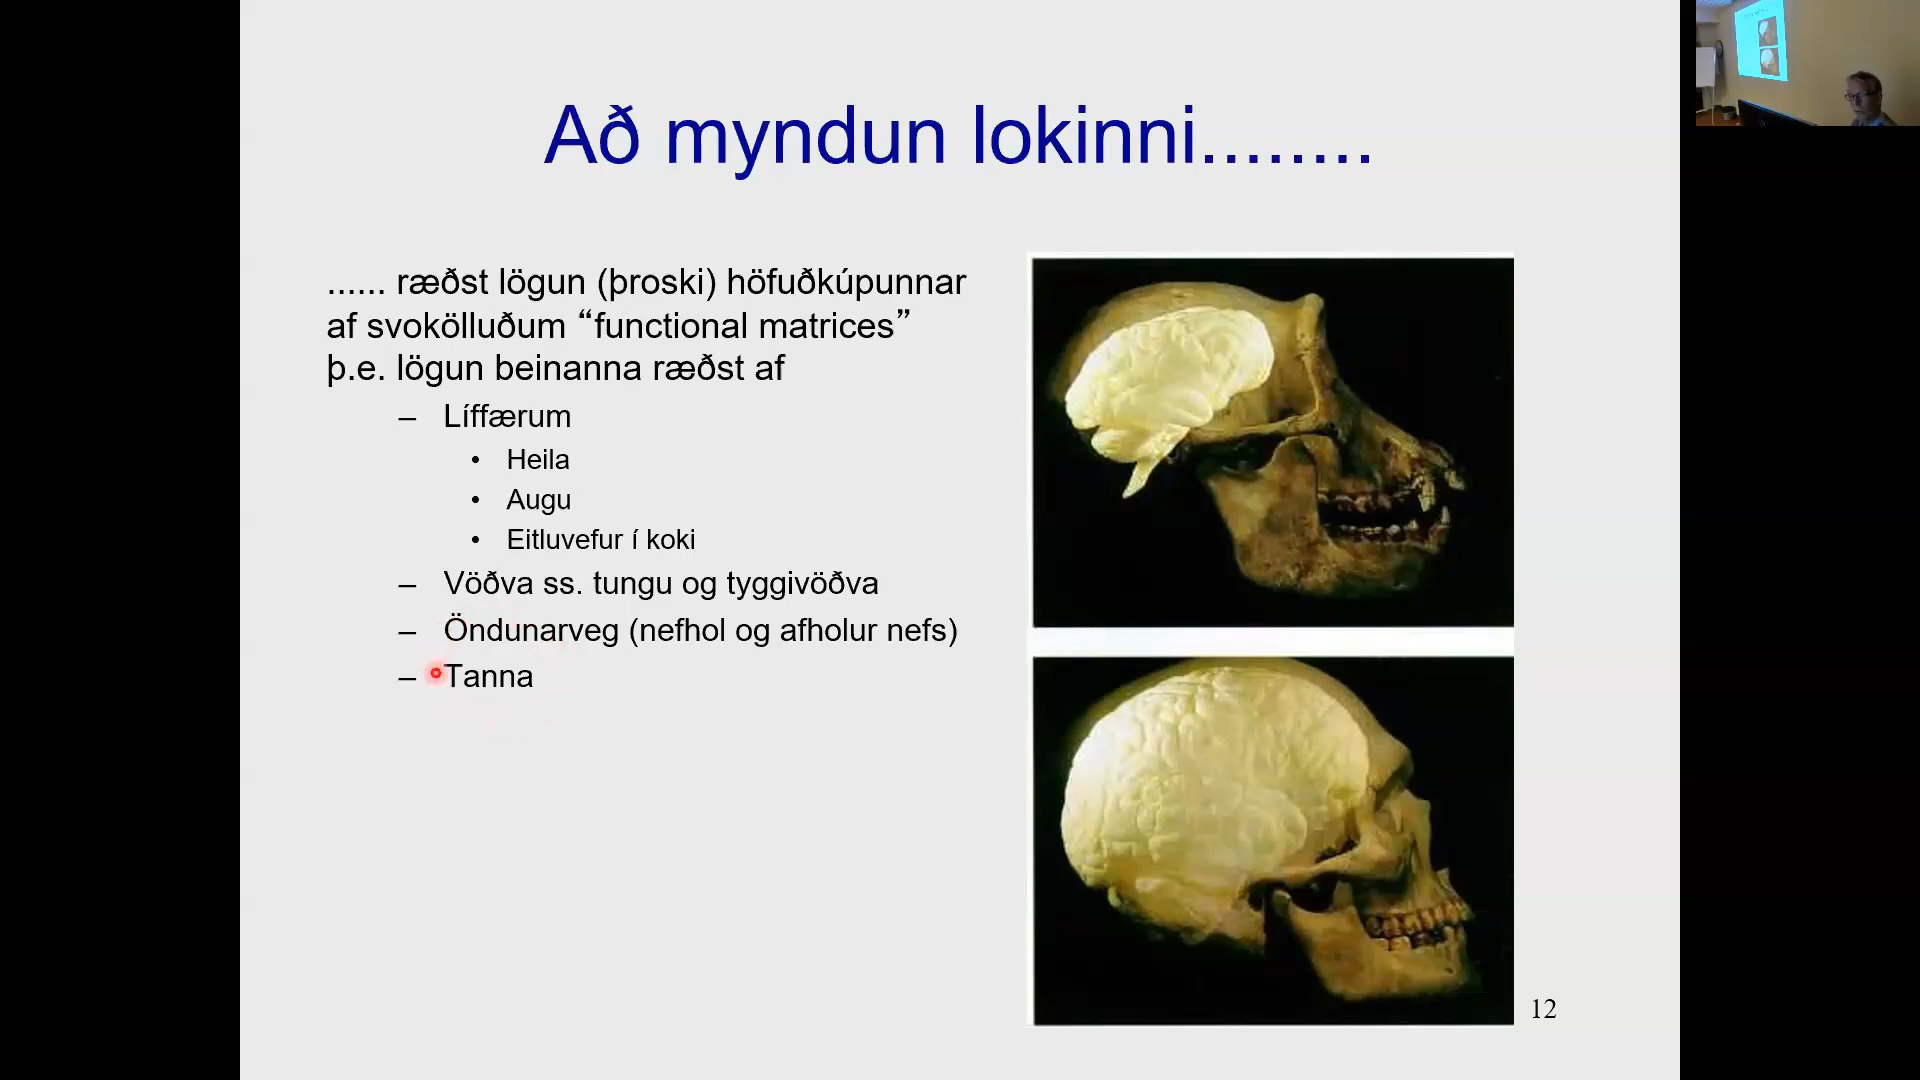 Að myndun lokinni........
...... ræðst lögun (þroski) höfuðkúpunnar
af svokölluðum “functional matrices”
þ.e. lögun beinanna ræðst af
– Líffærum
• Heila
• Augu
• Eitluvefur í koki
– Vöðva ss. tungu og tyggivöðva
– Öndunarveg (nefhol og afholur nefs)
– Tanna
12